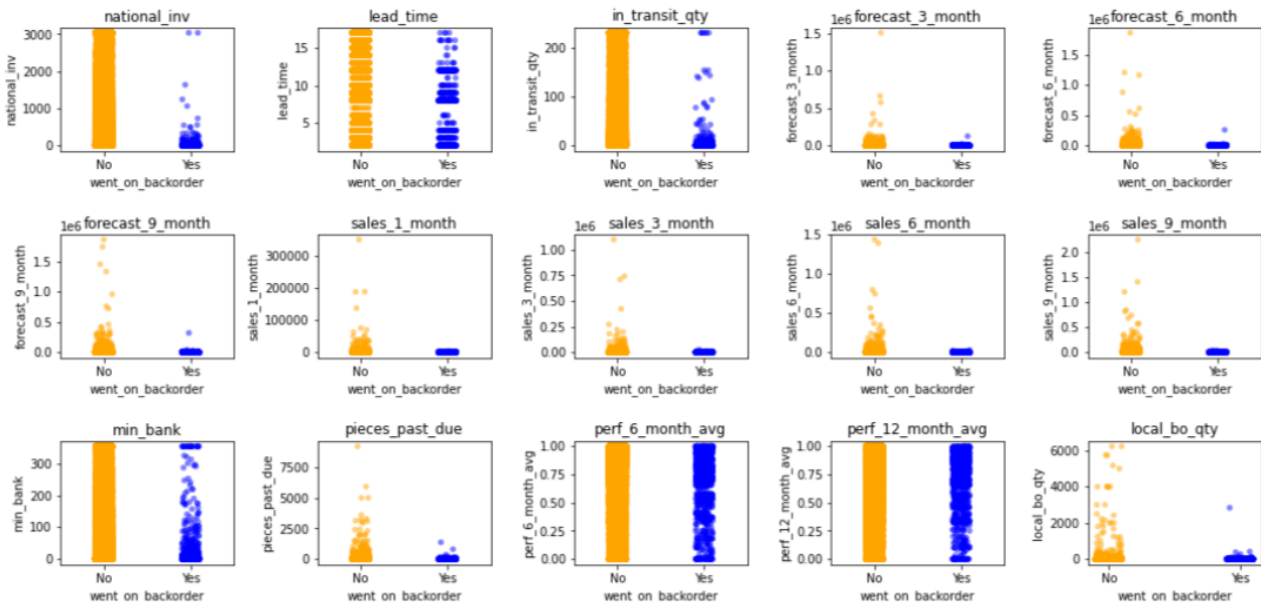 national_inv
national_inv
3000
2000
1000
0
No Yes
went_on_backorder
lead_time
lead_time
15
10
5
No Yes
went_on_backorder
in_transit_qty
in_transit_qty
200
100
0
No Yes
went_on_backorder
1e6 forecast_3_month
forecast_3_month
1.5
1.0
0.5
0.0
No Yes
went_on_backorder
1e6 forecast_6_month
forecast_6_month
1.5
1.0
0.5
0.0
No Yes
went_on_backorder
1e6 forecast_9_month
forecast_9_month
1.5
1.0
0.5
0.0
No Yes
went_on_backorder
sales_1_month
sales_1_month
300000
200000
100000
0
No Yes
went_on_backorder
1e6 sales_3_month
sales_3_month
1.00
0.75
0.50
0.25
0.00
No Yes
went_on_backorder
1e6 sales_6_month
sales_6_month
1.5
1.0
0.5
0.0
No Yes
went_on_backorder
1e6 sales_9_month
sales_9_month
2.0
1.5
1.0
0.5
0.0
No Yes
went_on_backorder
min_bank
min_bank
300
200
100
0
No Yes
went_on_backorder
pieces_past_due
pieces_past_due
7500
5000
2500
0
No Yes
went_on_backorder
perf_6_month_avg
perf_6_month_avg
1.00
0.75
0.50
0.25
0.00
No Yes
went_on_backorder
perf_12_month_avg
perf_12_month_avg
1.00
0.75
0.50
0.25
0.00
No Yes
went_on_backorder
local_bo_qty
local_bo_qty
6000
4000
2000
0
No Yes
went_on_backorder